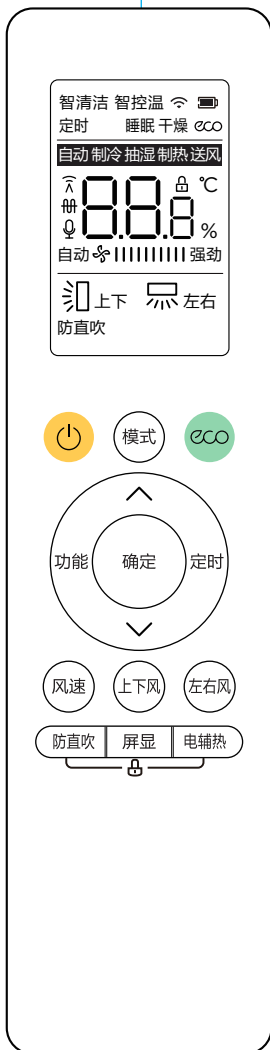 智清洁 智控温
定时 睡眠 干燥 eco
自动 制冷 抽湿 制热 送风
88.8 ℃
%
自动 强劲
上下 左右
防直吹
模式 eco
功能 确定 定时
风速 上下风 左右风
防直吹 屏显 电辅热